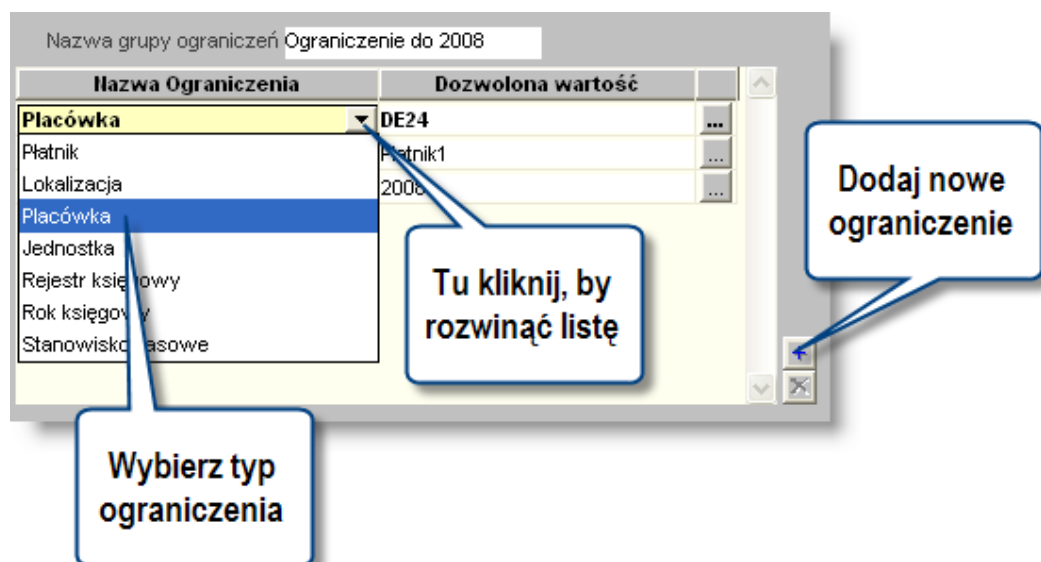 Nazwa grupy ograniczeń Ograniczenie do 2008
Nazwa Ograniczenia Dozwolona wartość
Placówka DE24 ...
Płatnik Płatnik1 ...
Lokalizacja 2008 ...
Placówka
Jednostka
Rejestr księgowy
Rok księgowy
Stanowisko kasowe
Dodaj nowe
ograniczenie
Tu kliknij, by
rozwinąć listę
Wybierz typ
ograniczenia